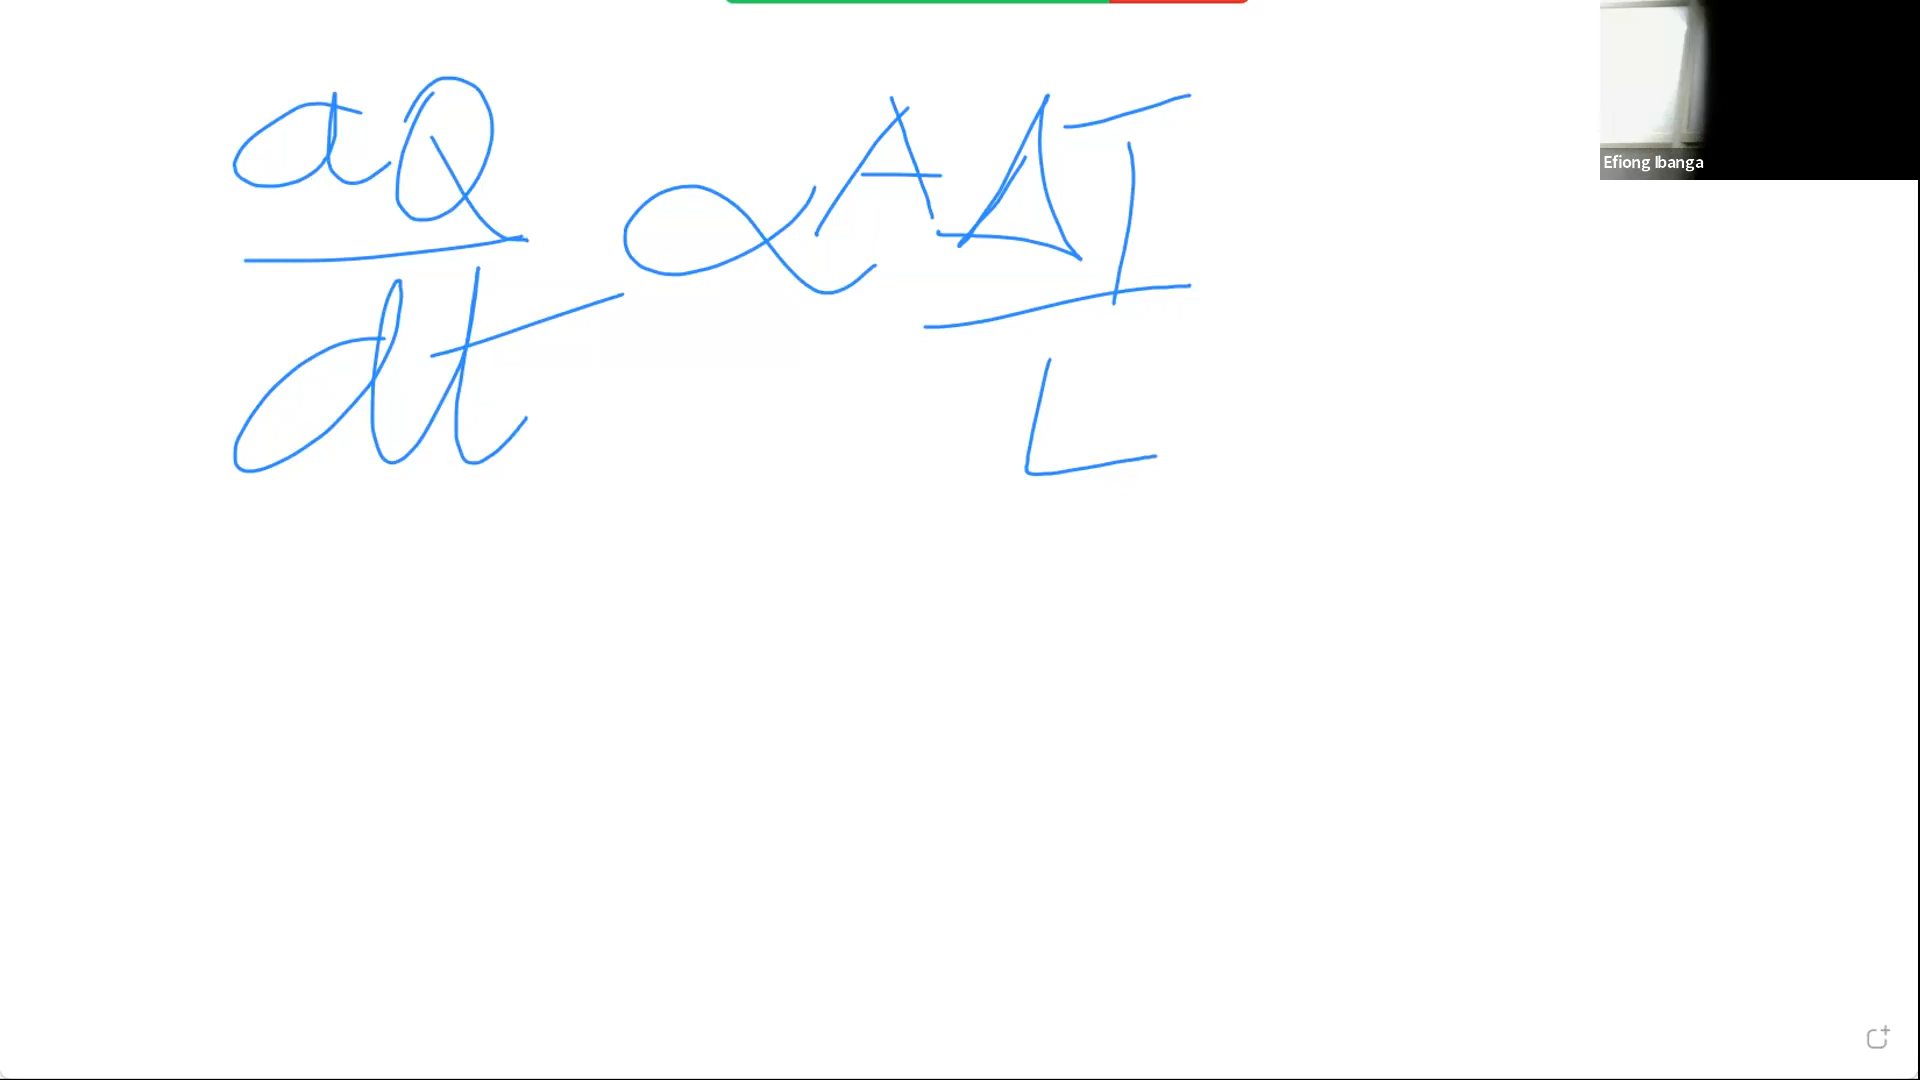 dQ/dt ∝ AΔT/L
Efiong Ibanga